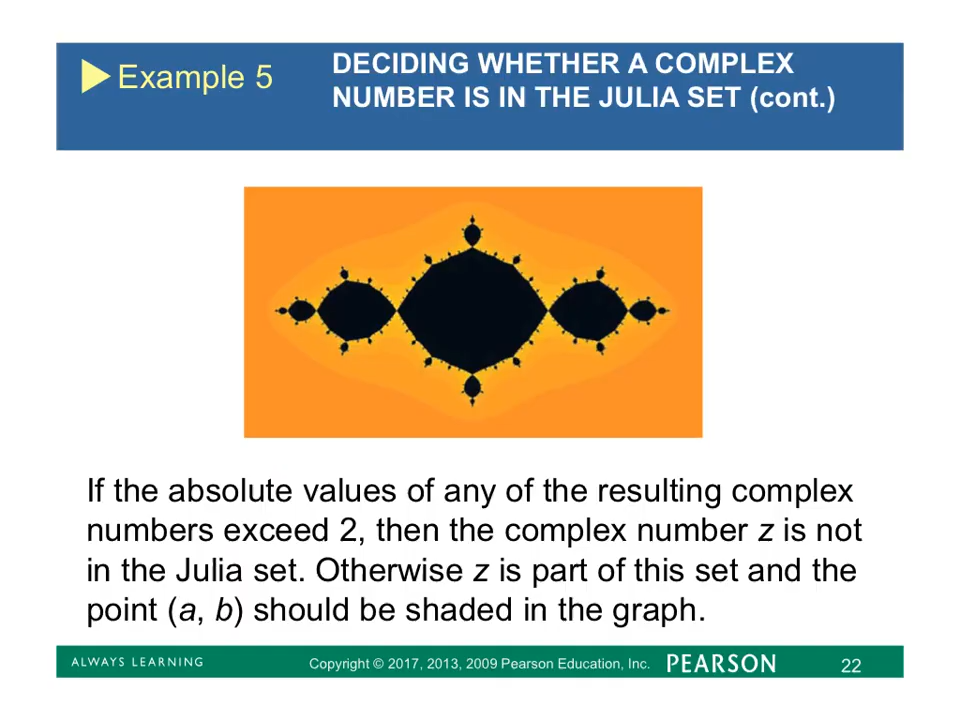 Example 5
DECIDING WHETHER A COMPLEX
NUMBER IS IN THE JULIA SET (cont.)
If the absolute values of any of the resulting complex
numbers exceed 2, then the complex number z is not
in the Julia set. Otherwise z is part of this set and the
point (a, b) should be shaded in the graph.
ALWAYS LEARNING
Copyright © 2017, 2013, 2009 Pearson Education, Inc.
PEARSON
22